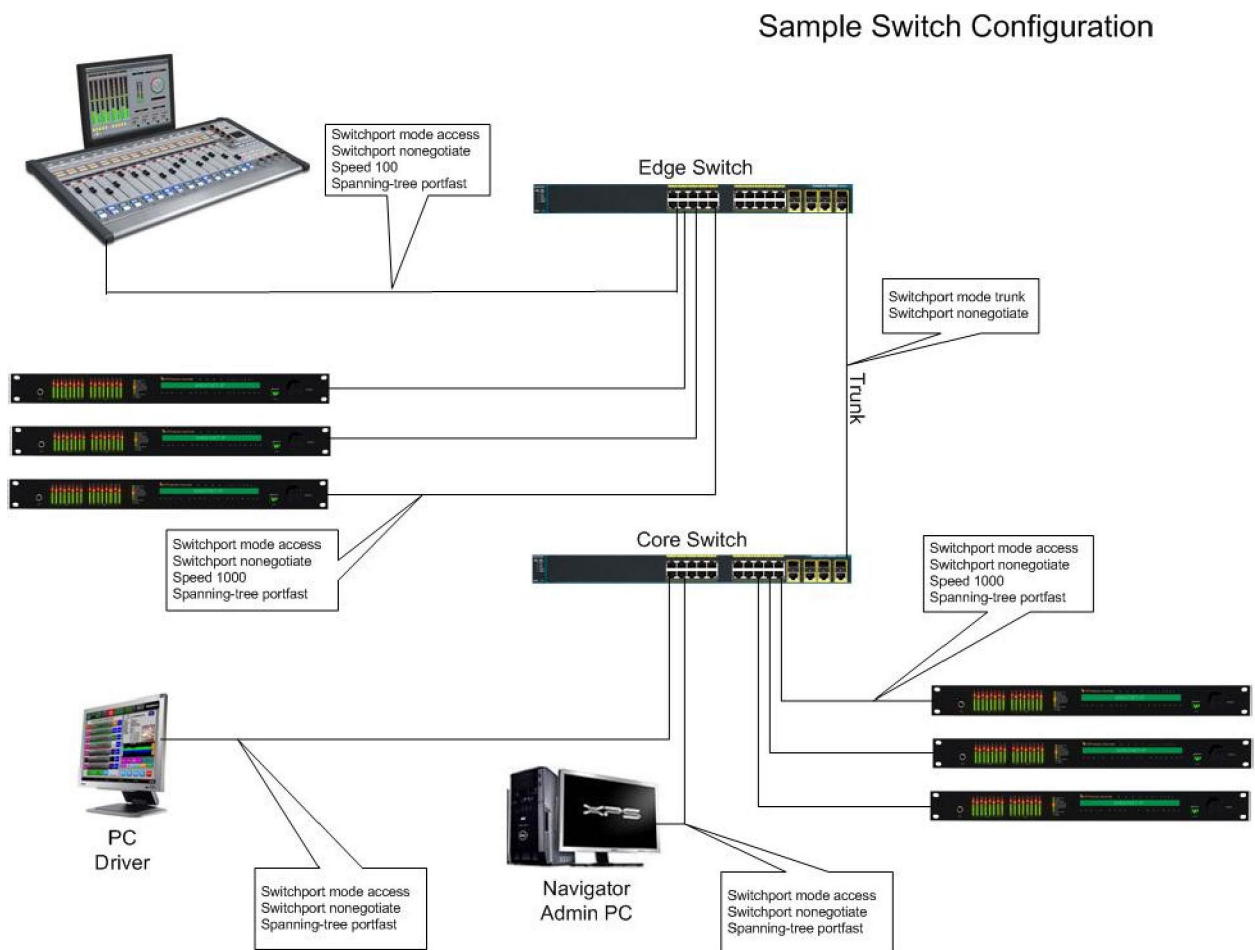 Sample Switch Configuration
Switchport mode access
Switchport nonegotiate
Speed 100
Spanning-tree portfast
Edge Switch
Switchport mode trunk
Switchport nonegotiate
Trunk
Switchport mode access
Switchport nonegotiate
Speed 1000
Spanning-tree portfast
Core Switch
Switchport mode access
Switchport nonegotiate
Speed 1000
Spanning-tree portfast
PC
Driver
Switchport mode access
Switchport nonegotiate
Spanning-tree portfast
XPS
Navigator
Admin PC
Switchport mode access
Switchport nonegotiate
Spanning-tree portfast